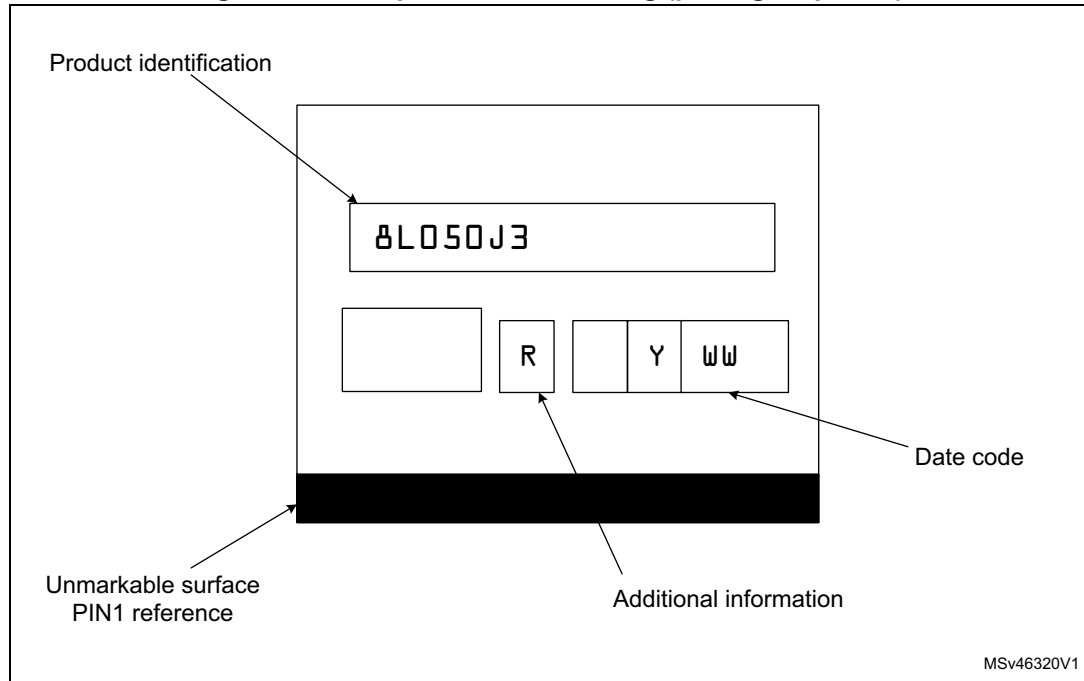 Product identification
8L050J3
R
Y
WW
Date code
Unmarkable surface
PIN1 reference
Additional information
MSv46320V1